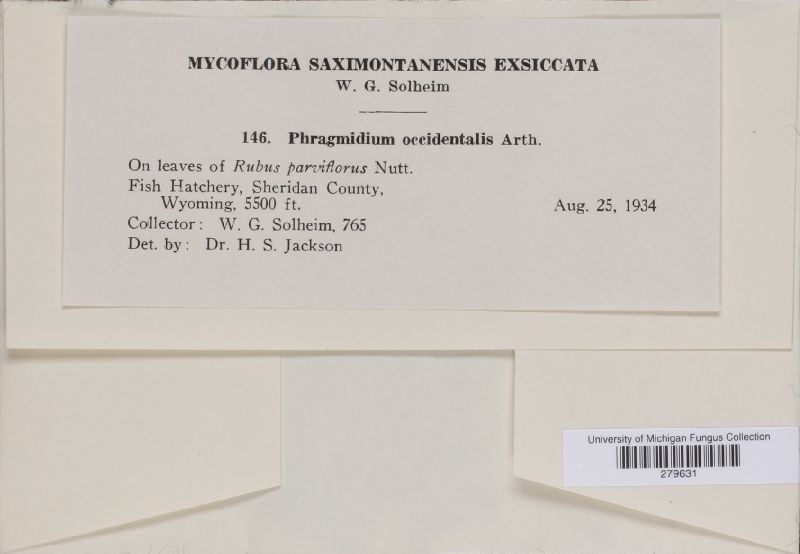 MYCOFLORA SAXIMONTANENSIS EXSICCATA
W. G. Solheim
146. Phragmidium occidentalis Arth.
On leaves of Rubus parviflorus Nutt.
Fish Hatchery, Sheridan County,
Wyoming, 5500 ft. Aug. 25, 1934
Collector: W. G. Solheim, 765
Det. by: Dr. H. S. Jackson
University of Michigan Fungus Collection
279631